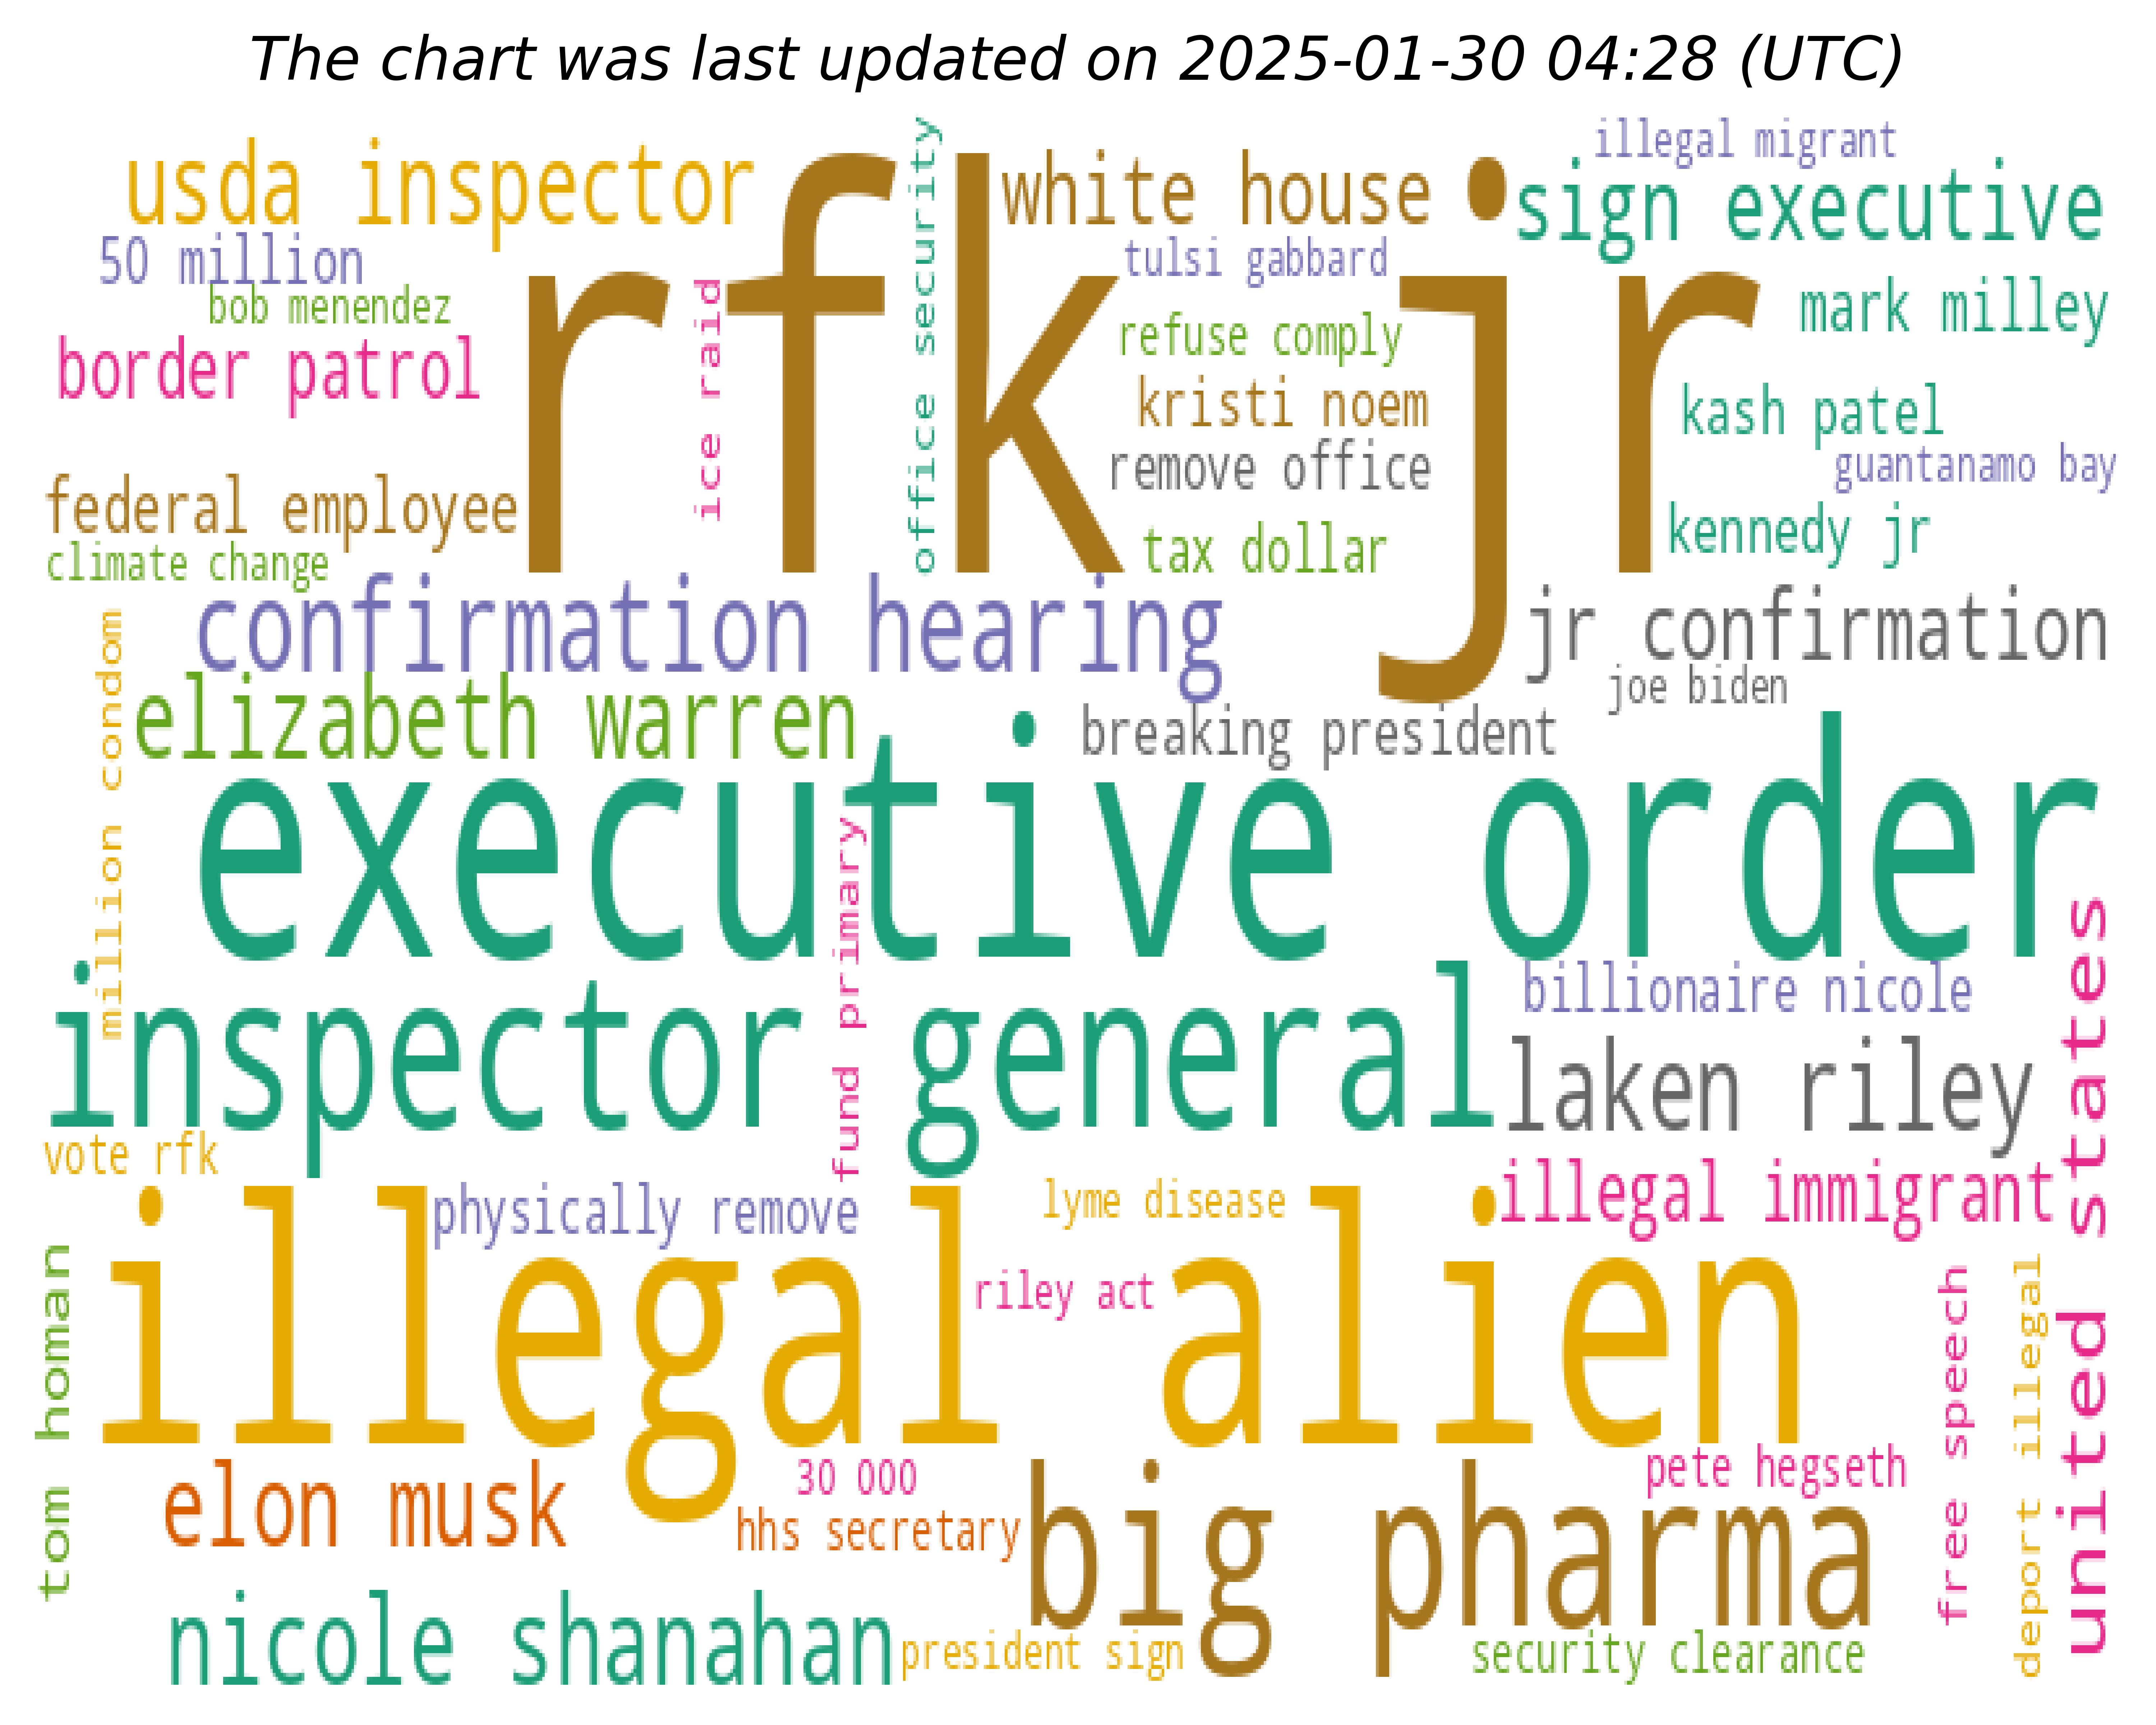 The chart was last updated on 2025-01-30 04:28 (UTC)
illegal migrant
usda inspector
white house
sign executive
50 million
tulsi gabbard
bob menendez
rfk jr
ice raid
office security
mark milley
refuse comply
border patrol
kristi noem
kash patel
remove office
guantanamo bay
federal employee
kennedy jr
tax dollar
climate change
confirmation hearing
jr confirmation
joe biden
million condom
elizabeth warren
breaking president
executive order
fund primary
united states
inspector general
billionaire nicole
laken riley
vote rfk
physically remove
lyme disease
illegal immigrant
riley act
illegal alien
tom homan
free speech
deport illegal
elon musk
30 000
hhs secretary
big pharma
pete hegseth
nicole shanahan
president sign
security clearance